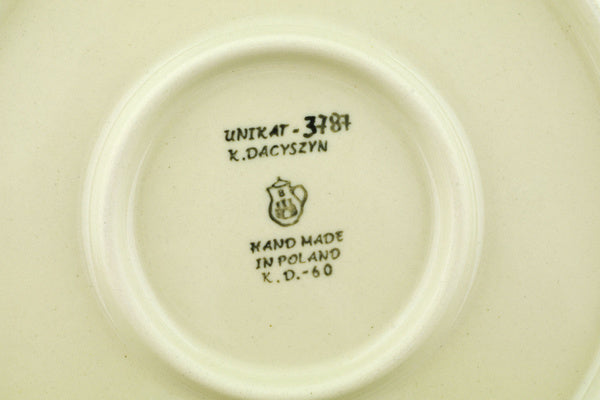 UNIKAT - 3787
K.DACYSZYN
B
HAND MADE
IN POLAND
K.D.-60